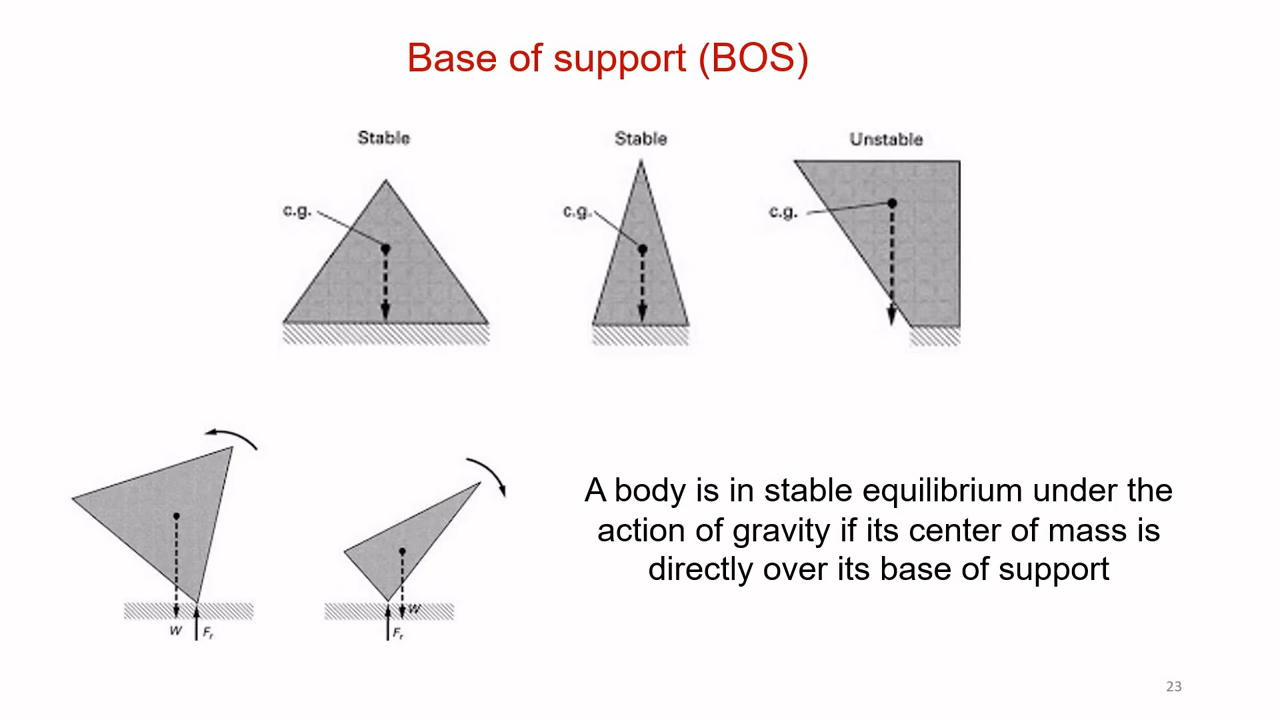 Base of support (BOS)
Stable
Stable
Unstable
c.g.
c.g.
c.g.
A body is in stable equilibrium under the
action of gravity if its center of mass is
directly over its base of support
W
Fr
W
Fr
23